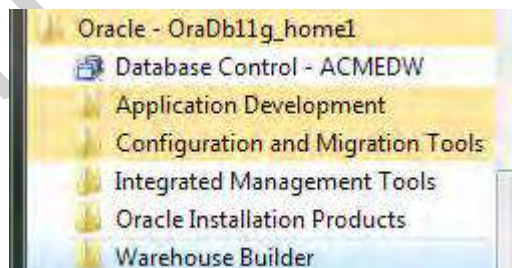 Oracle - OraDb11g_home1
Database Control - ACMEDW
Application Development
Configuration and Migration Tools
Integrated Management Tools
Oracle Installation Products
Warehouse Builder